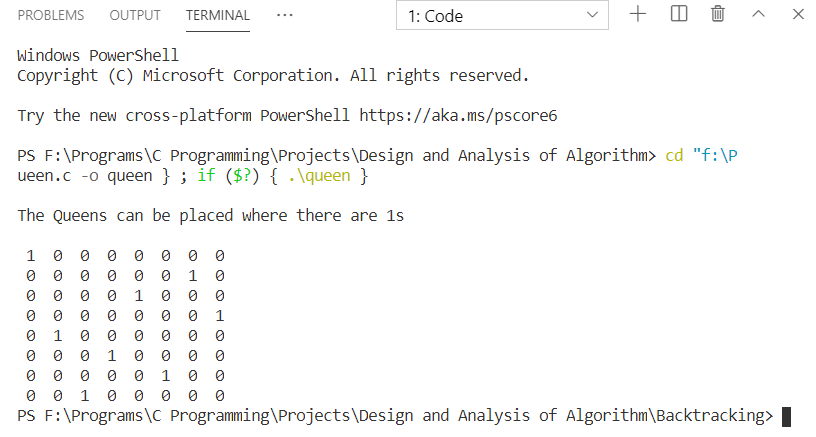 PROBLEMS OUTPUT TERMINAL ... 1: Code
Windows PowerShell
Copyright (C) Microsoft Corporation. All rights reserved.
Try the new cross-platform PowerShell https://aka.ms/pscore6
PS F:\Programs\C Programming\Projects\Design and Analysis of Algorithm> cd "f:\P
ueen.c -o queen } ; if ($?) { .\queen }
The Queens can be placed where there are 1s
1 0 0 0 0 0 0 0
0 0 0 0 0 0 1 0
0 0 0 0 1 0 0 0
0 0 0 0 0 0 0 1
0 1 0 0 0 0 0 0
0 0 0 1 0 0 0 0
0 0 0 0 0 1 0 0
0 0 1 0 0 0 0 0
PS F:\Programs\C Programming\Projects\Design and Analysis of Algorithm\Backtracking>